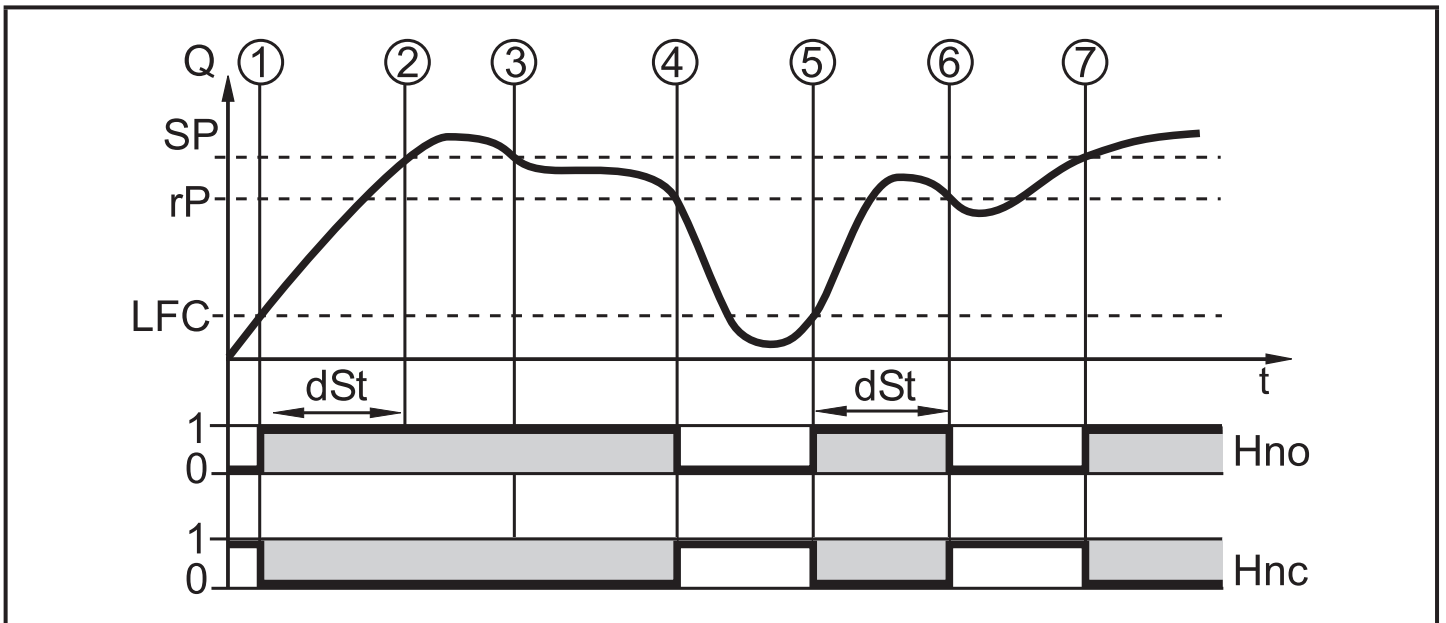 Q ① ② ③ ④ ⑤ ⑥ ⑦
SP
rP
LFC
t
dSt dSt
1
0
Hno
1
0
Hnc